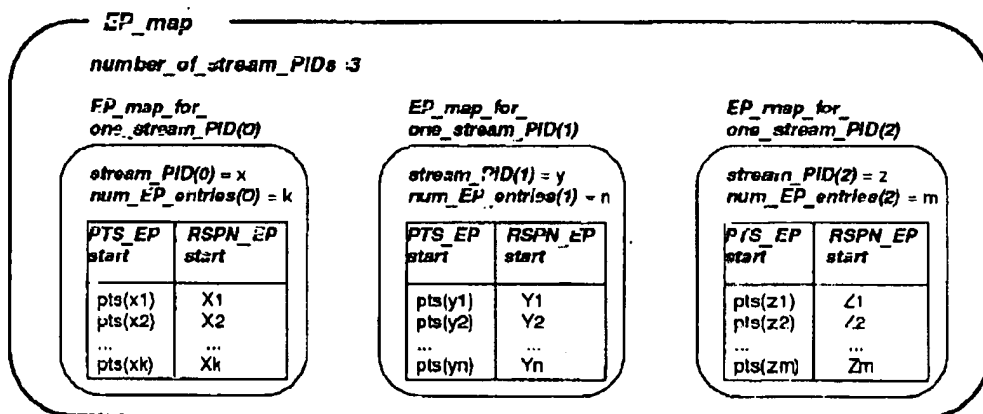 EP_map
number_of_stream_PIDs =3
EP_map_for_
one_stream_PID(0)
stream_PID(0) = x
num_EP_entries(0) = k
PTS_EP RSPN_EP
start start
pts(x1) X1
pts(x2) X2
... ...
pts(xk) Xk
EP_map_for_
one_stream_PID(1)
stream_PID(1) = y
num_EP_entries(1) = n
PTS_EP RSPN_EP
start start
pts(y1) Y1
pts(y2) Y2
... ...
pts(yn) Yn
EP_map_for_
one_stream_PID(2)
stream_PID(2) = z
num_EP_entries(2) = m
PTS_EP RSPN_EP
start start
pts(z1) Z1
pts(z2) Z2
... ...
pts(zm) Zm